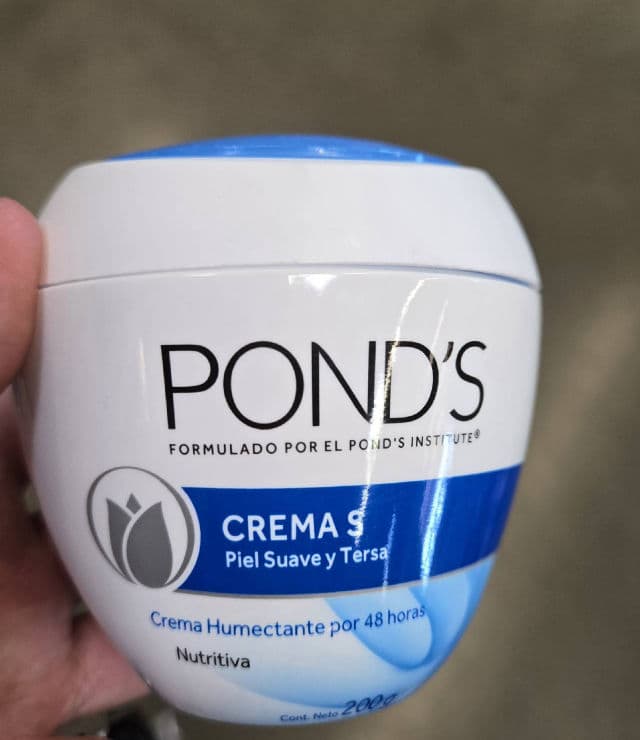 POND'S
FORMULADO POR EL POND'S INSTITUTE®
CREMA S
Piel Suave y Tersa
Crema Humectante por 48 horas
Nutritiva
Cont. Neto 200g